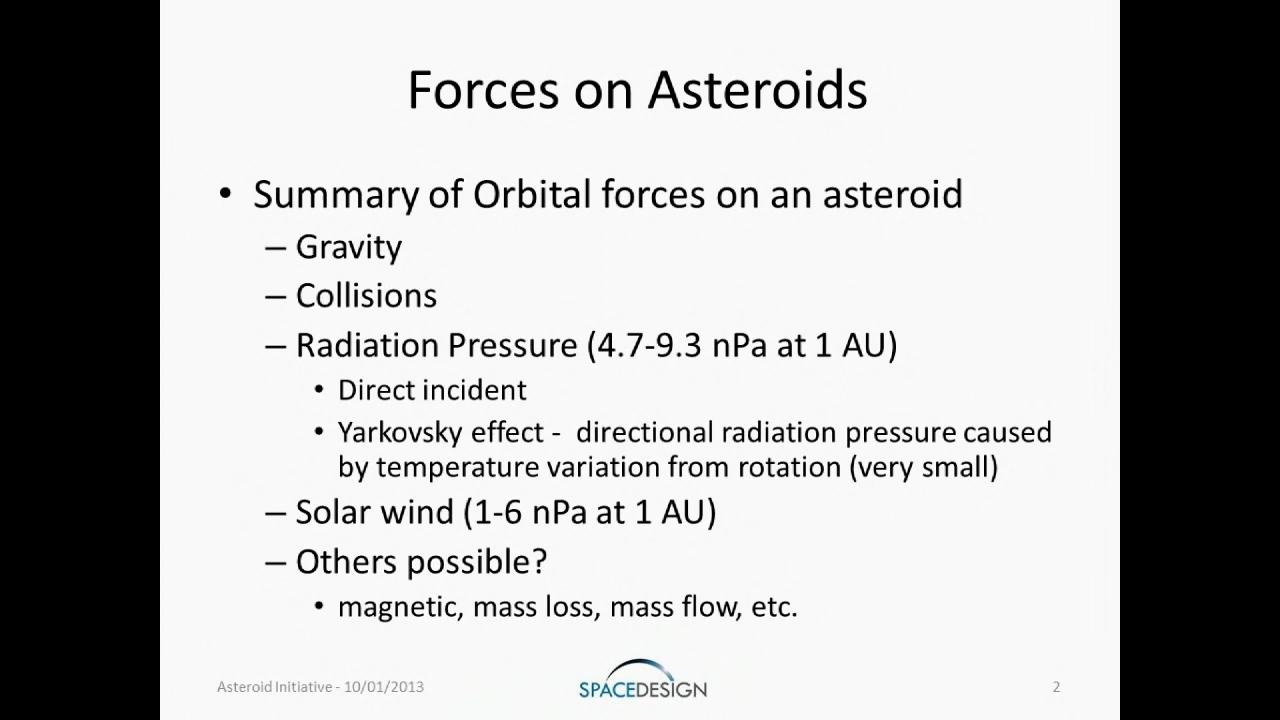 Forces on Asteroids
• Summary of Orbital forces on an asteroid
– Gravity
– Collisions
– Radiation Pressure (4.7-9.3 nPa at 1 AU)
• Direct incident
• Yarkovsky effect -  directional radiation pressure caused
by temperature variation from rotation (very small)
– Solar wind (1-6 nPa at 1 AU)
– Others possible?
• magnetic, mass loss, mass flow, etc.
Asteroid Initiative - 10/01/2013
SPACEDESIGN
2